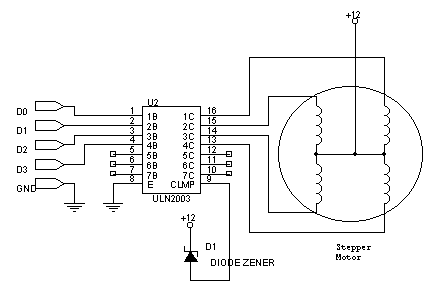 +12
U2
D0 1 1B 1C 16
D1 2 2B 2C 15
D2 3 3B 3C 14
D3 4 4B 4C 13
5 5B 5C 12
6 6B 6C 11
7 7B 7C 10
GND 8 E CLMP 9
ULN2003
+12
D1
DIODE ZENER
Stepper
Motor